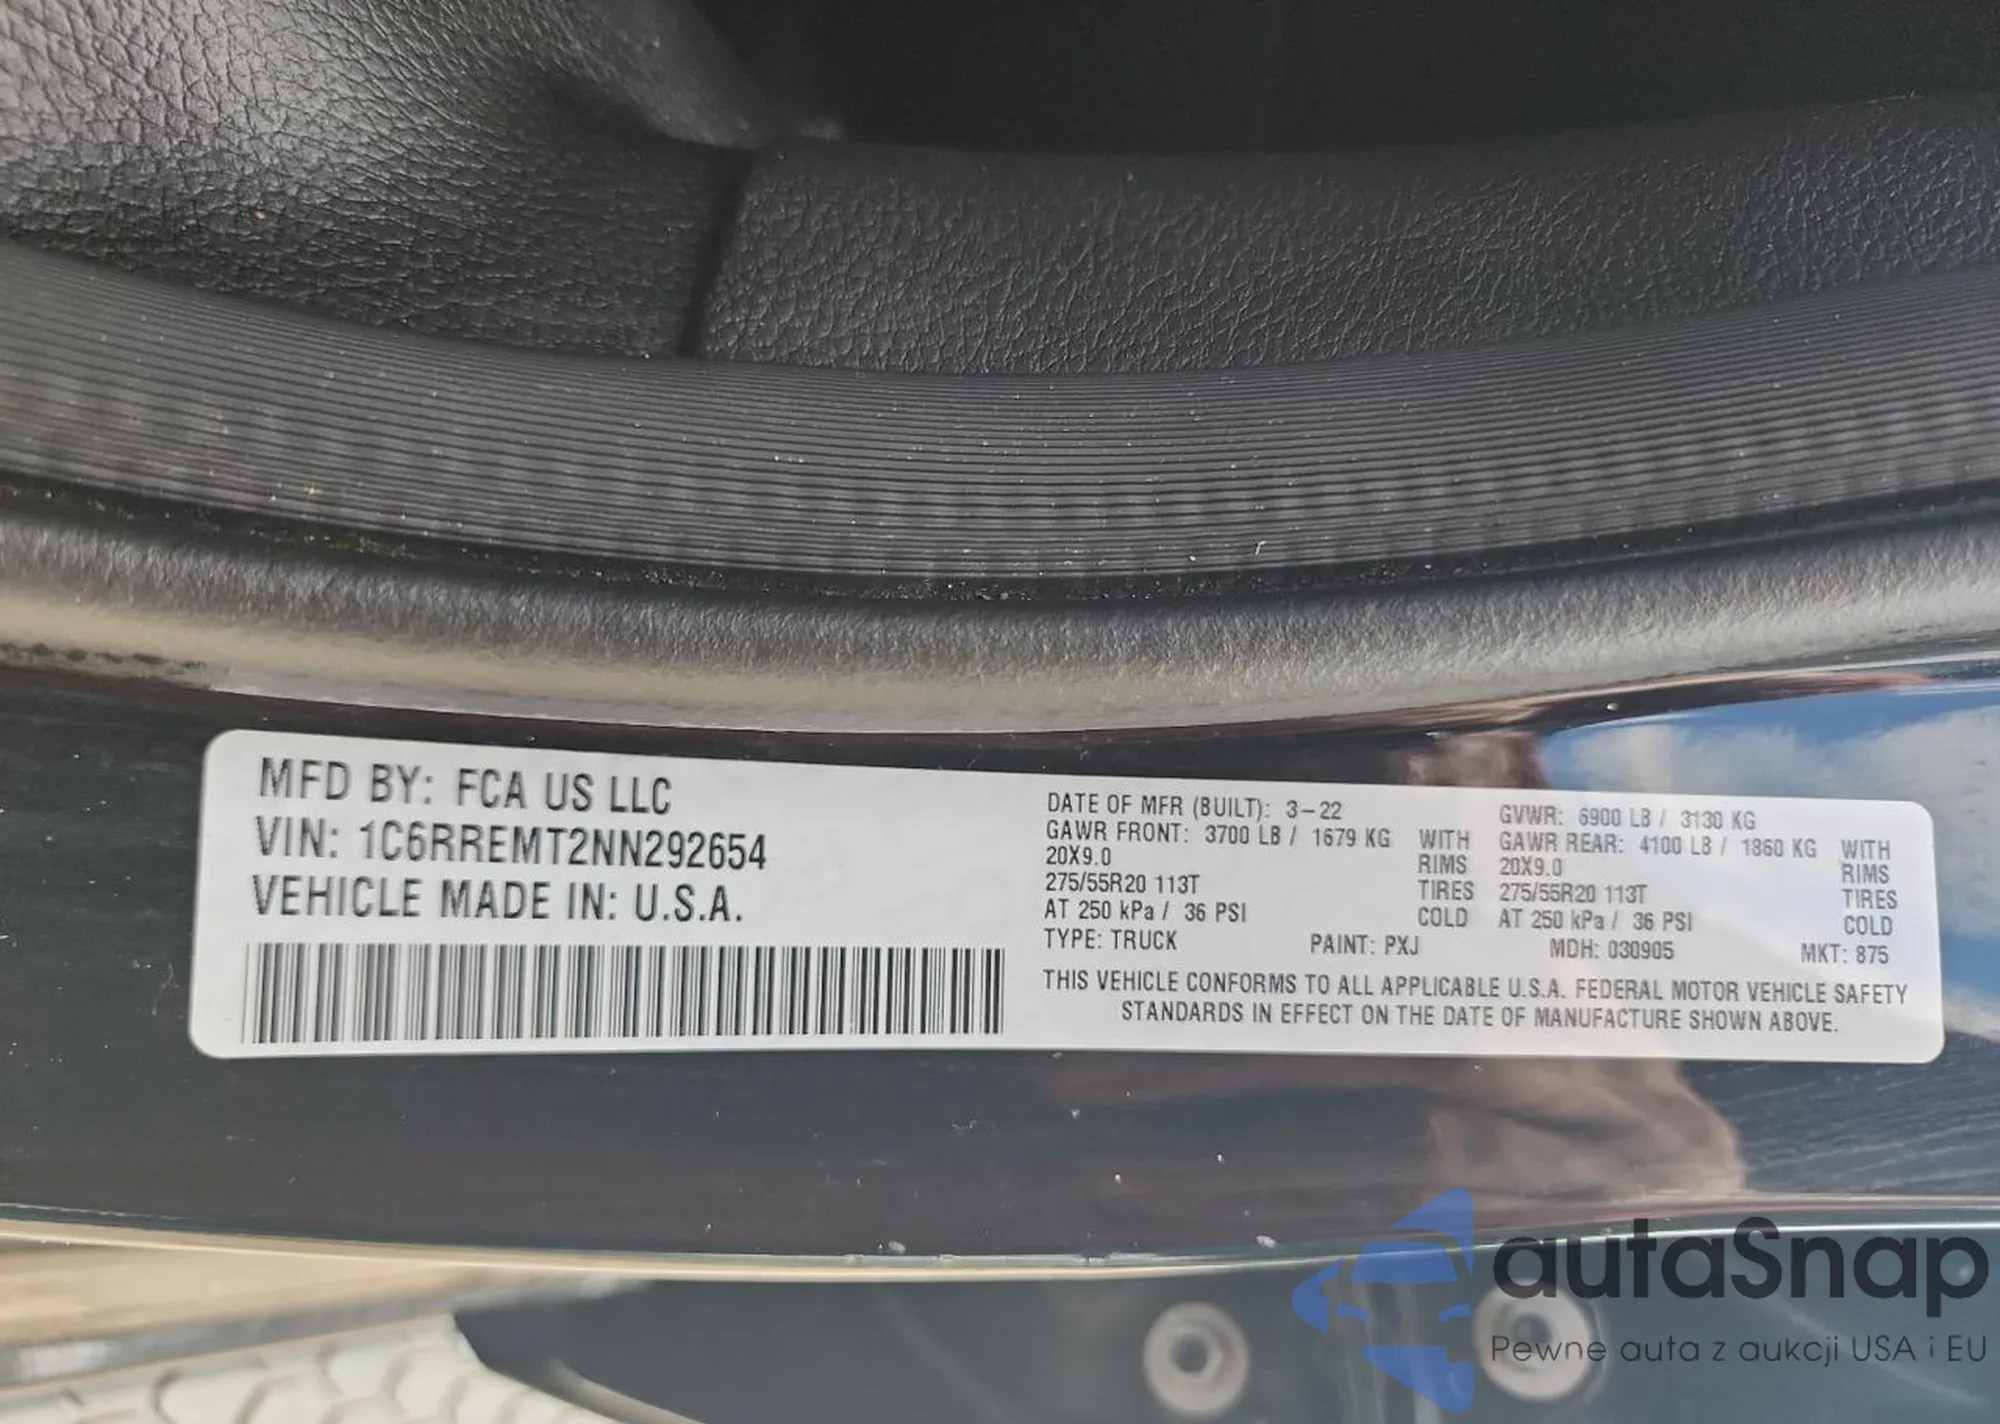 MFD BY: FCA US LLC
VIN: 1C6RREMT2NN292654
VEHICLE MADE IN: U.S.A.
DATE OF MFR (BUILT): 3-22 GVWR: 6900 LB / 3130 KG
GAWR FRONT: 3700 LB / 1679 KG WITH GAWR REAR: 4100 LB / 1860 KG WITH
20X9.0 RIMS 20X9.0 RIMS
275/55R20 113T TIRES 275/55R20 113T TIRES
AT 250 kPa / 36 PSI COLD AT 250 kPa / 36 PSI COLD
TYPE: TRUCK PAINT: PXJ MDH: 030905 MKT: 875
THIS VEHICLE CONFORMS TO ALL APPLICABLE U.S.A. FEDERAL MOTOR VEHICLE SAFETY
STANDARDS IN EFFECT ON THE DATE OF MANUFACTURE SHOWN ABOVE.
autaSnap
Pewne auta z aukcji USA i EU